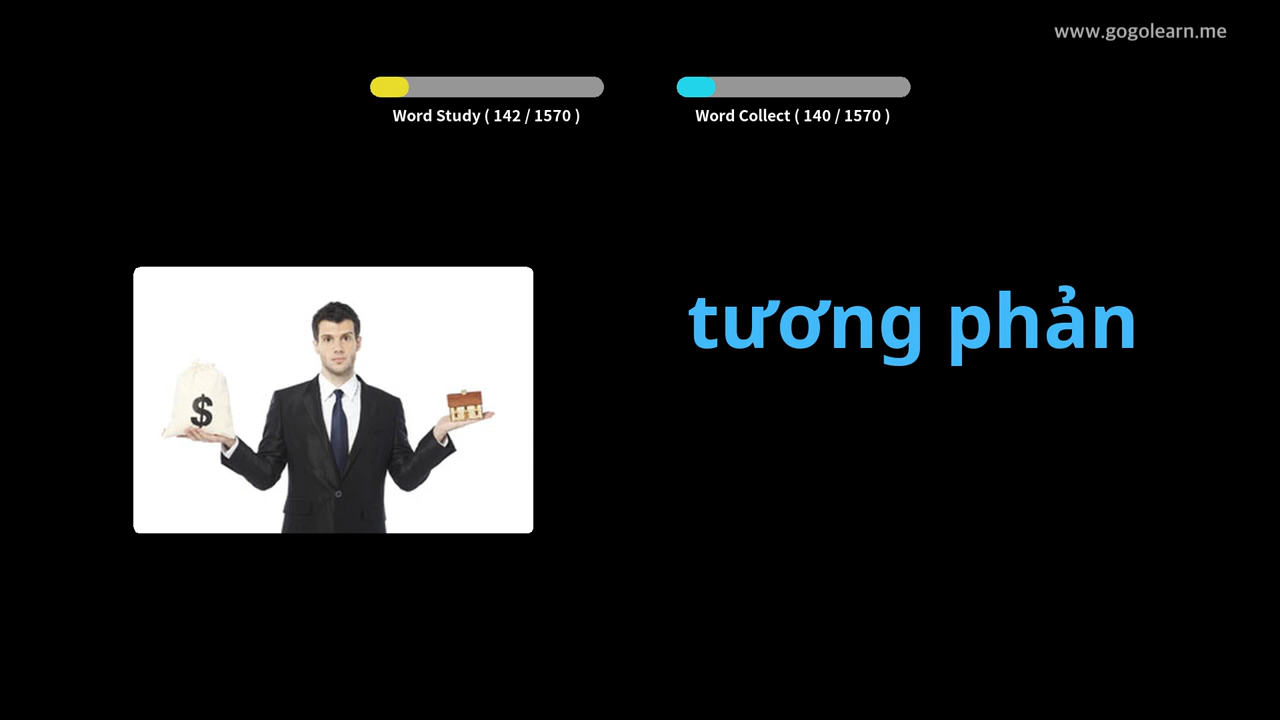 www.gogolearn.me
Word Study ( 142 / 1570 )
Word Collect ( 140 / 1570 )
tương phản
$